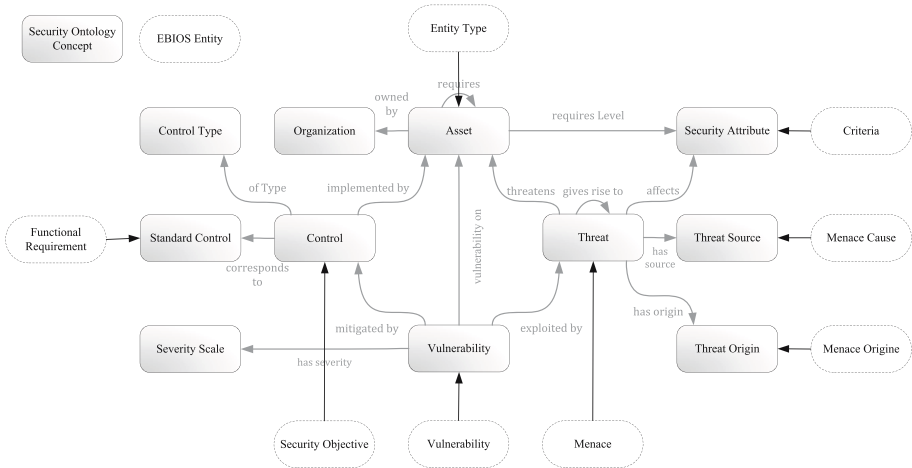 Entity Type
Security Ontology
Concept
EBIOS Entity
requires
owned
by
Control Type
Organization
Asset
requires Level
Security Attribute
Criteria
of Type
implemented by
threatens
gives rise to
affects
Functional
Requirement
Standard Control
Control
vulnerability on
Threat
Threat Source
Menace Cause
has
source
corresponds
to
has origin
mitigated by
exploited by
Severity Scale
has severity
Vulnerability
Threat Origin
Menace Origine
Security Objective
Vulnerability
Menace